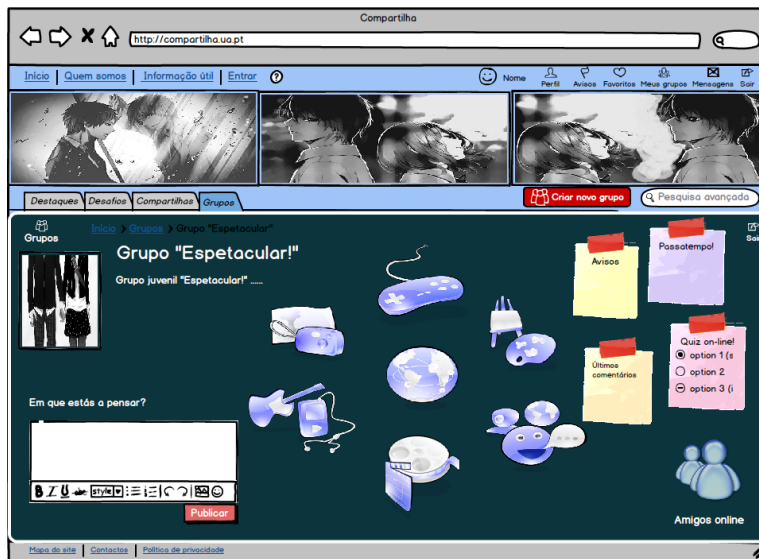 Compartilha
http://compartilha.ua.pt
Início Quem somos Informação útil Entrar ?
Nome Perfil Avisos Favoritos Meus grupos Mensagens Sair
Destaques Desafios Compartilhas Grupos
Criar novo grupo Pesquisa avançada
Grupos
Início Grupos Grupo "Espetacular"
Sair
Grupo "Espetacular!"
Grupo juvenil "Espetacular!" ......
Avisos
Passatempo!
Últimos
comentários
Quiz on-line!
option 1 (s
option 2
option 3 (i
Em que estás a pensar?
B I U abc style
Publicar
Amigos online
Mapa do site Contactos Política de privacidade